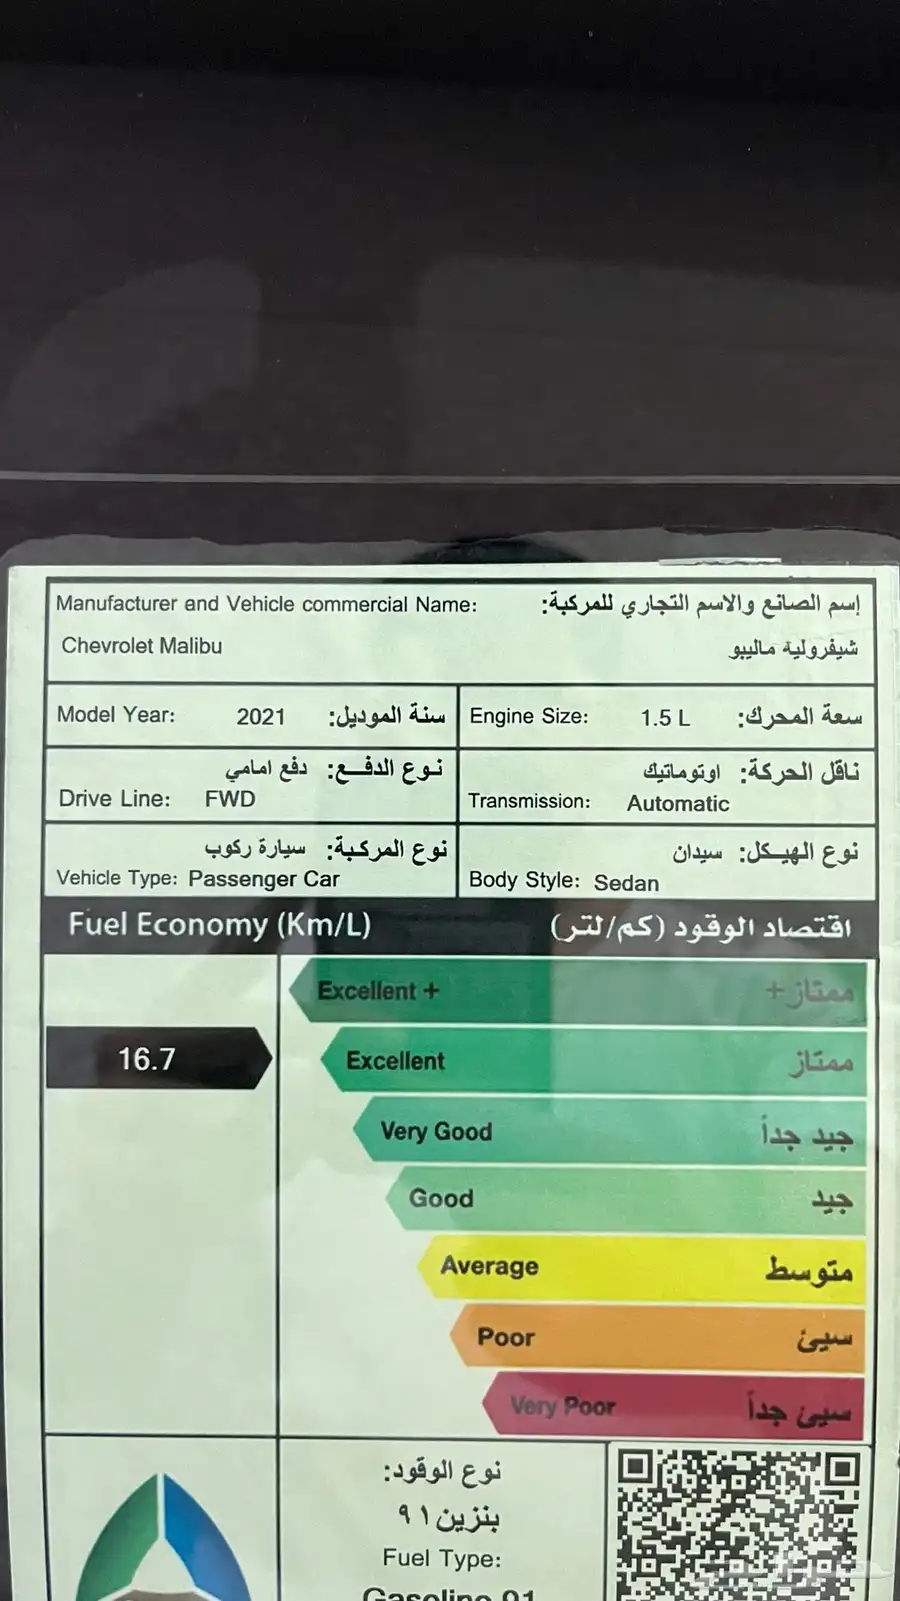 Manufacturer and Vehicle commercial Name: إسم الصانع والاسم التجاري للمركبة:
Chevrolet Malibu شيفروليه ماليبو
Model Year: 2021 سنة الموديل:
Engine Size: 1.5 L سعة المحرك:
نـوع الدفــع: دفع امامي
Drive Line: FWD
ناقل الحركة: اوتوماتيك
Transmission: Automatic
نوع المركـبة: سيارة ركوب
Vehicle Type: Passenger Car
نوع الهيـكل: سيدان
Body Style: Sedan
Fuel Economy (Km/L) اقتصاد الوقود (كم/لتر)
Excellent + ممتاز+
16.7
Excellent ممتاز
Very Good جيد جداً
Good جيد
Average متوسط
Poor سيئ
Very Poor سيئ جداً
نوع الوقود:
بنزين ٩١
Fuel Type:
Gasoline 91